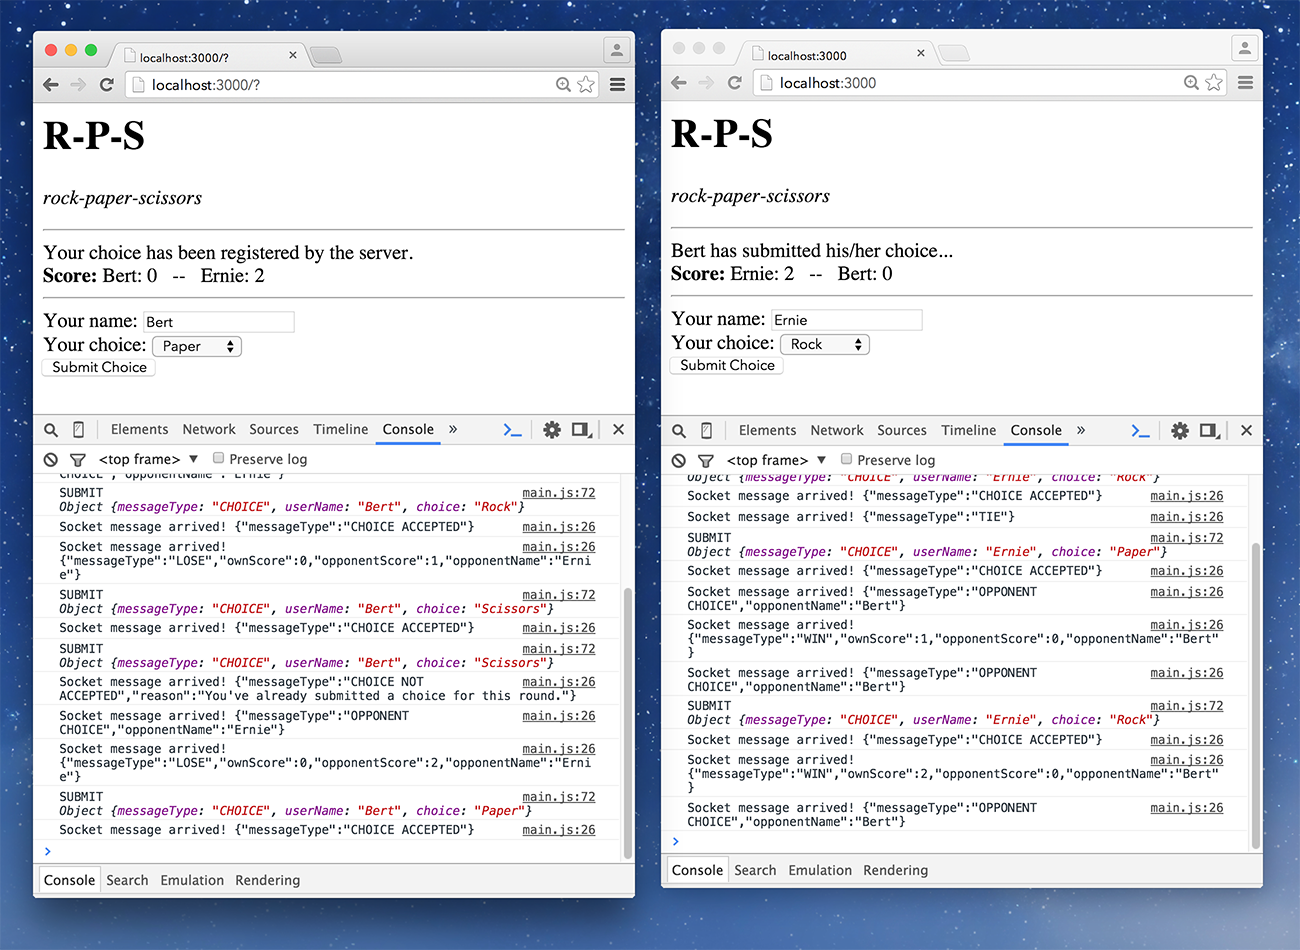 localhost:3000/?
localhost:3000/?
R-P-S
rock-paper-scissors
Your choice has been registered by the server.
Score: Bert: 0 -- Ernie: 2
Your name: Bert
Your choice: Paper
Submit Choice
Elements Network Sources Timeline Console »
<top frame> Preserve log
CHOICE","opponentName":"Ernie"}
SUBMIT main.js:72
Object {messageType: "CHOICE", userName: "Bert", choice: "Rock"}
Socket message arrived! {"messageType":"CHOICE ACCEPTED"} main.js:26
Socket message arrived! main.js:26
{"messageType":"LOSE","ownScore":0,"opponentScore":1,"opponentName":"Erni
e"}
SUBMIT main.js:72
Object {messageType: "CHOICE", userName: "Bert", choice: "Scissors"}
Socket message arrived! {"messageType":"CHOICE ACCEPTED"} main.js:26
SUBMIT main.js:72
Object {messageType: "CHOICE", userName: "Bert", choice: "Scissors"}
Socket message arrived! {"messageType":"CHOICE NOT main.js:26
ACCEPTED","reason":"You've already submitted a choice for this round."}
Socket message arrived! {"messageType":"OPPONENT main.js:26
CHOICE","opponentName":"Ernie"}
Socket message arrived! main.js:26
{"messageType":"LOSE","ownScore":0,"opponentScore":2,"opponentName":"Erni
e"}
SUBMIT main.js:72
Object {messageType: "CHOICE", userName: "Bert", choice: "Paper"}
Socket message arrived! {"messageType":"CHOICE ACCEPTED"} main.js:26
>
Console Search Emulation Rendering
localhost:3000
localhost:3000
R-P-S
rock-paper-scissors
Bert has submitted his/her choice...
Score: Ernie: 2 -- Bert: 0
Your name: Ernie
Your choice: Rock
Submit Choice
Elements Network Sources Timeline Console »
<top frame> Preserve log
Object {messageType: "CHOICE", userName: "Ernie", choice: "Rock"}
Socket message arrived! {"messageType":"CHOICE ACCEPTED"} main.js:26
Socket message arrived! {"messageType":"TIE"} main.js:26
SUBMIT main.js:72
Object {messageType: "CHOICE", userName: "Ernie", choice: "Paper"}
Socket message arrived! {"messageType":"CHOICE ACCEPTED"} main.js:26
Socket message arrived! {"messageType":"OPPONENT main.js:26
CHOICE","opponentName":"Bert"}
Socket message arrived! main.js:26
{"messageType":"WIN","ownScore":1,"opponentScore":0,"opponentName":"Bert"
}
Socket message arrived! {"messageType":"OPPONENT main.js:26
CHOICE","opponentName":"Bert"}
SUBMIT main.js:72
Object {messageType: "CHOICE", userName: "Ernie", choice: "Rock"}
Socket message arrived! {"messageType":"CHOICE ACCEPTED"} main.js:26
Socket message arrived! main.js:26
{"messageType":"WIN","ownScore":2,"opponentScore":0,"opponentName":"Bert"
}
Socket message arrived! {"messageType":"OPPONENT main.js:26
CHOICE","opponentName":"Bert"}
>
Console Search Emulation Rendering